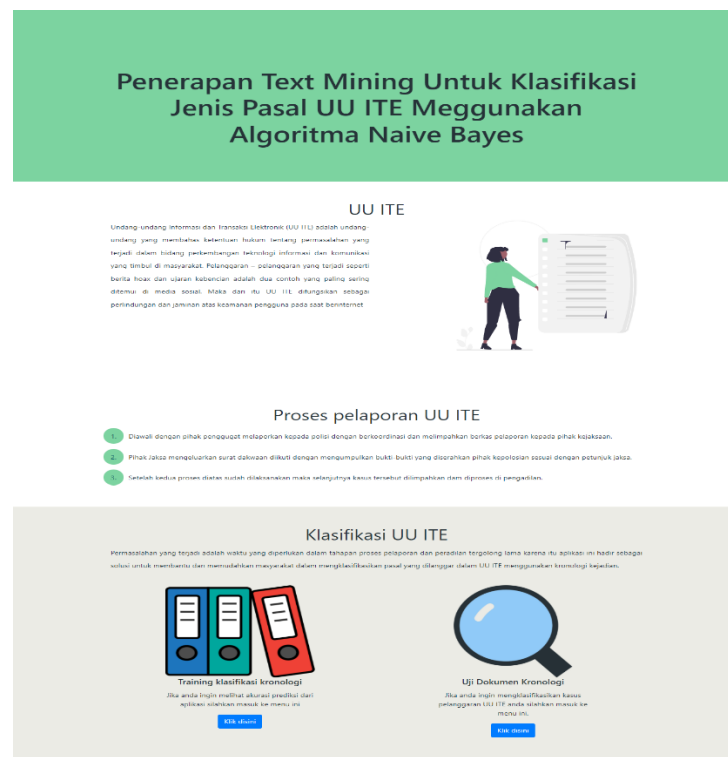 Penerapan Text Mining Untuk Klasifikasi
Jenis Pasal UU ITE Meggunakan
Algoritma Naive Bayes
UU ITE
Undang-undang Informasi dan Transaksi Elektronik (UU ITE) adalah undang-
undang yang membahas ketentuan hukum tentang permasalahan yang
terjadi dalam bidang perkembangan teknologi informasi dan komunikasi
yang timbul di masyarakat. Pelanggaran – pelanggaran yang terjadi seperti
berita hoax dan ujaran kebencian adalah dua contoh yang paling sering
ditemui di media sosial. Maka dari itu UU ITE difungsikan sebagai
perlindungan dan jaminan atas keamanan pengguna pada saat berinternet
Proses pelaporan UU ITE
1. Diawali dengan pihak penggugat melaporkan kepada polisi dengan berkoordinasi dan melimpahkan berkas pelaporan kepada pihak kejaksaan.
2. Pihak Jaksa mengeluarkan surat dakwaan diikuti dengan mengumpulkan bukti-bukti yang diserahkan pihak kepolosian sesuai dengan petunjuk jaksa.
3. Setelah kedua proses diatas sudah dilaksanakan maka selanjutnya kasus tersebut dilimpahkan dam diproses di pengadilan.
Klasifikasi UU ITE
Permasalahan yang terjadi adalah waktu yang diperlukan dalam tahapan proses pelaporan dan peradilan tergolong lama karena itu aplikasi ini hadir sebagai
solusi untuk membantu dan memudahkan masyarakat dalam mengklasifikasikan pasal yang dilanggar dalam UU ITE menggunakan kronologi kejadian.
Training klasifikasi kronologi
Jika anda ingin melihat akurasi prediksi dari
aplikasi silahkan masuk ke menu ini
Klik disini
Uji Dokumen Kronologi
Jika anda ingin mengklasifikasikan kasus
pelanggaran UU ITE anda silahkan masuk ke
menu ini.
Klik disini